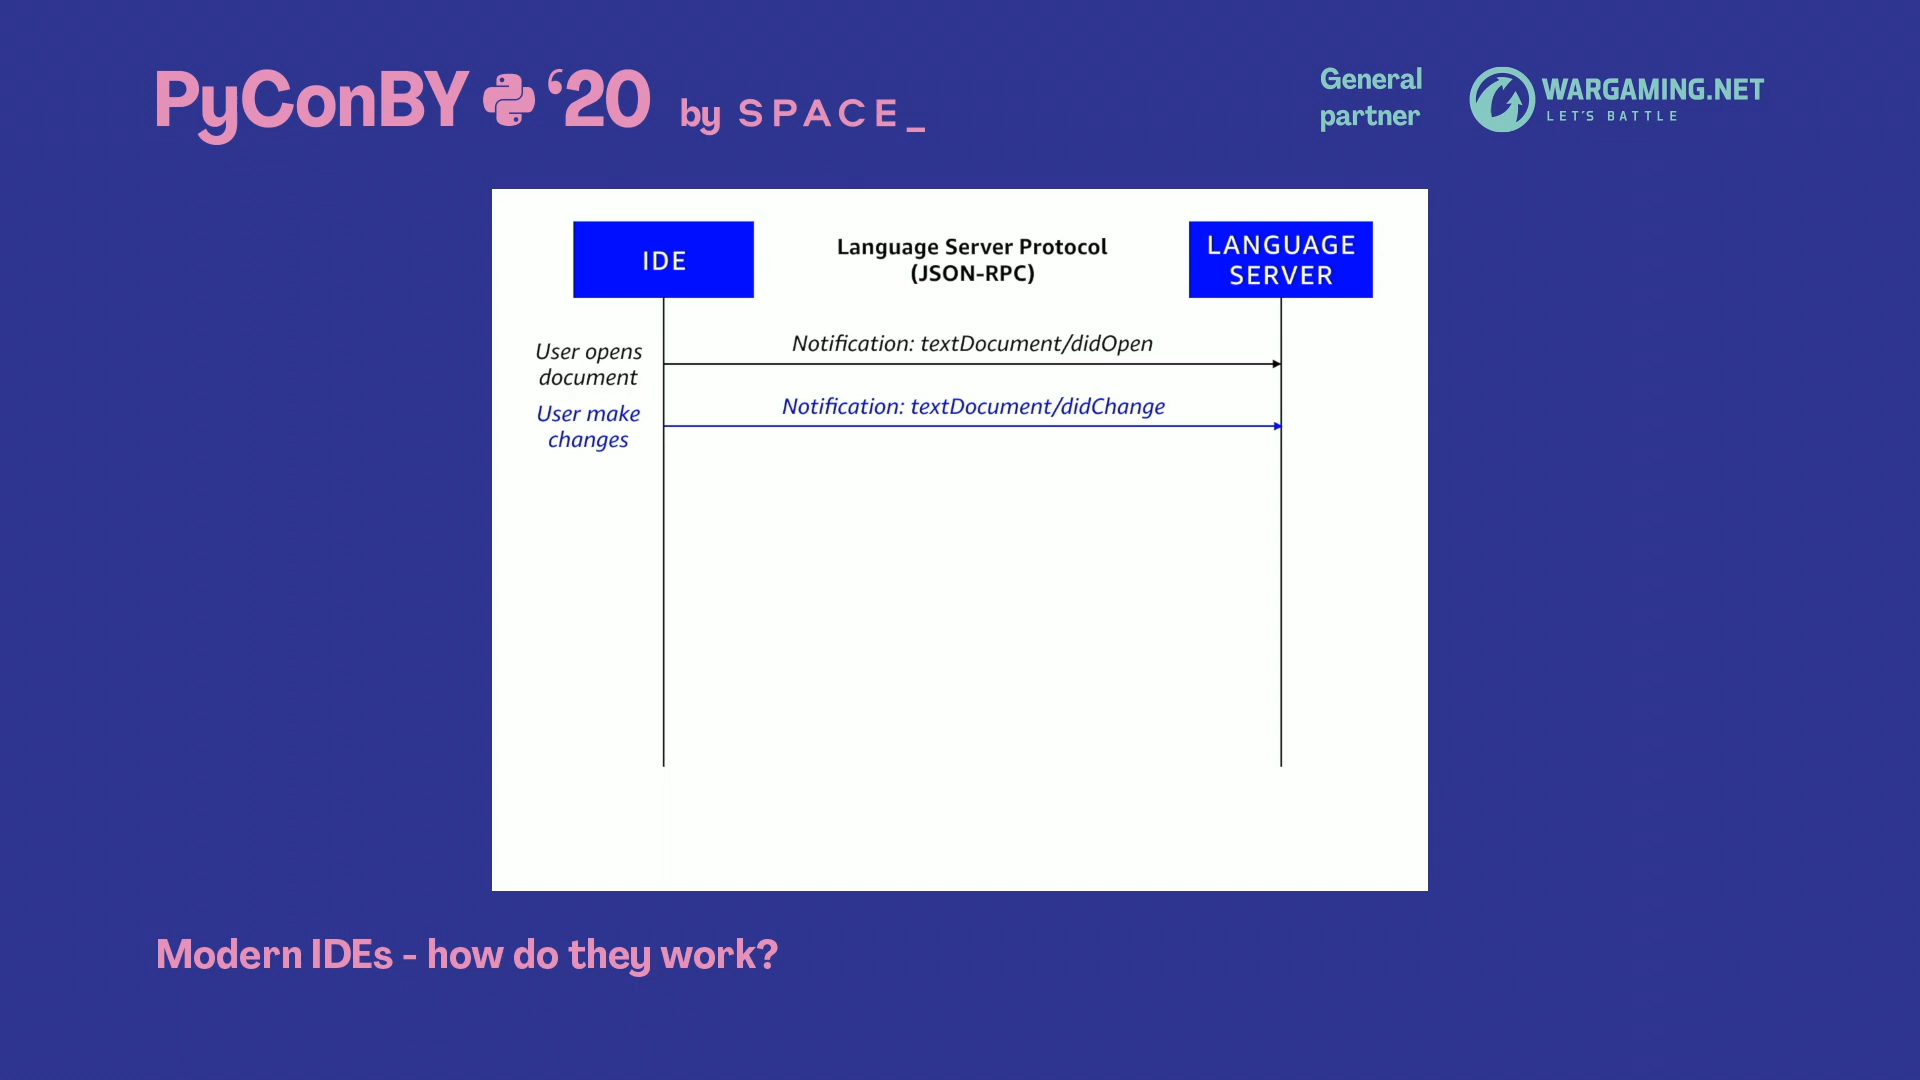 PyConBY '20 by SPACE_
General
partner
WARGAMING.NET
LET'S BATTLE
IDE
Language Server Protocol
(JSON-RPC)
LANGUAGE
SERVER
User opens
document
Notification: textDocument/didOpen
User make
changes
Notification: textDocument/didChange
Modern IDEs - how do they work?